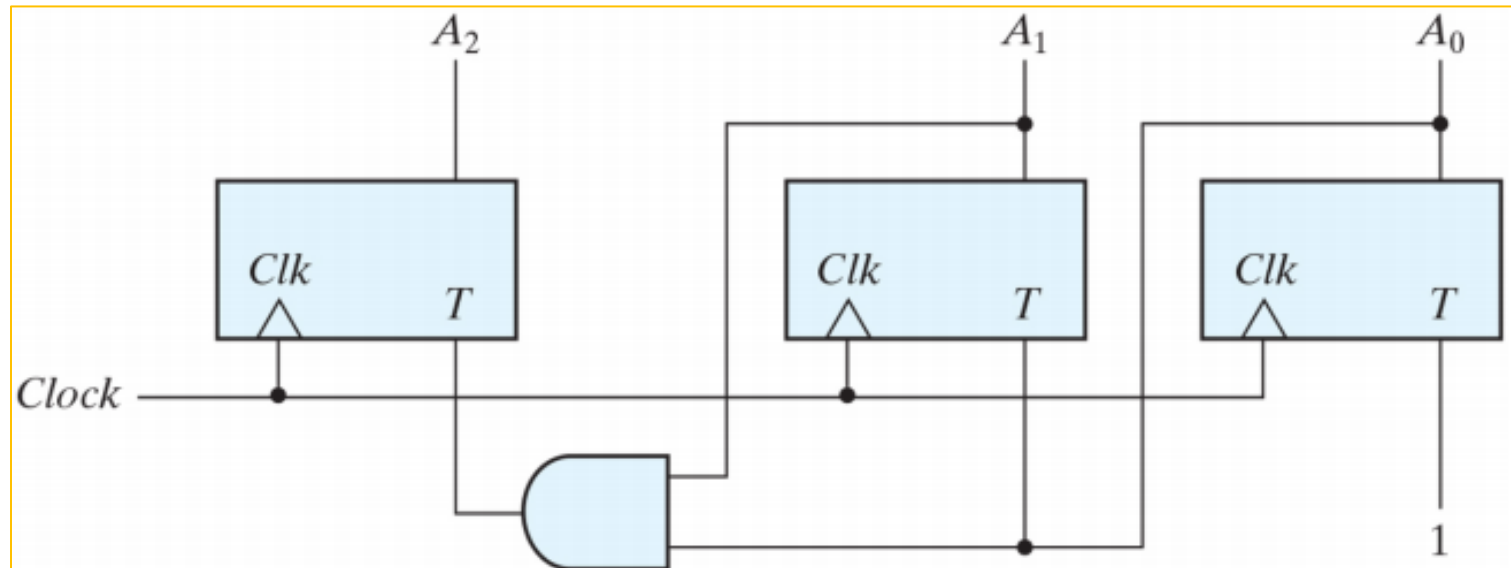 A₂ A₁ A₀
Clk Clk Clk
T T T
Clock
1